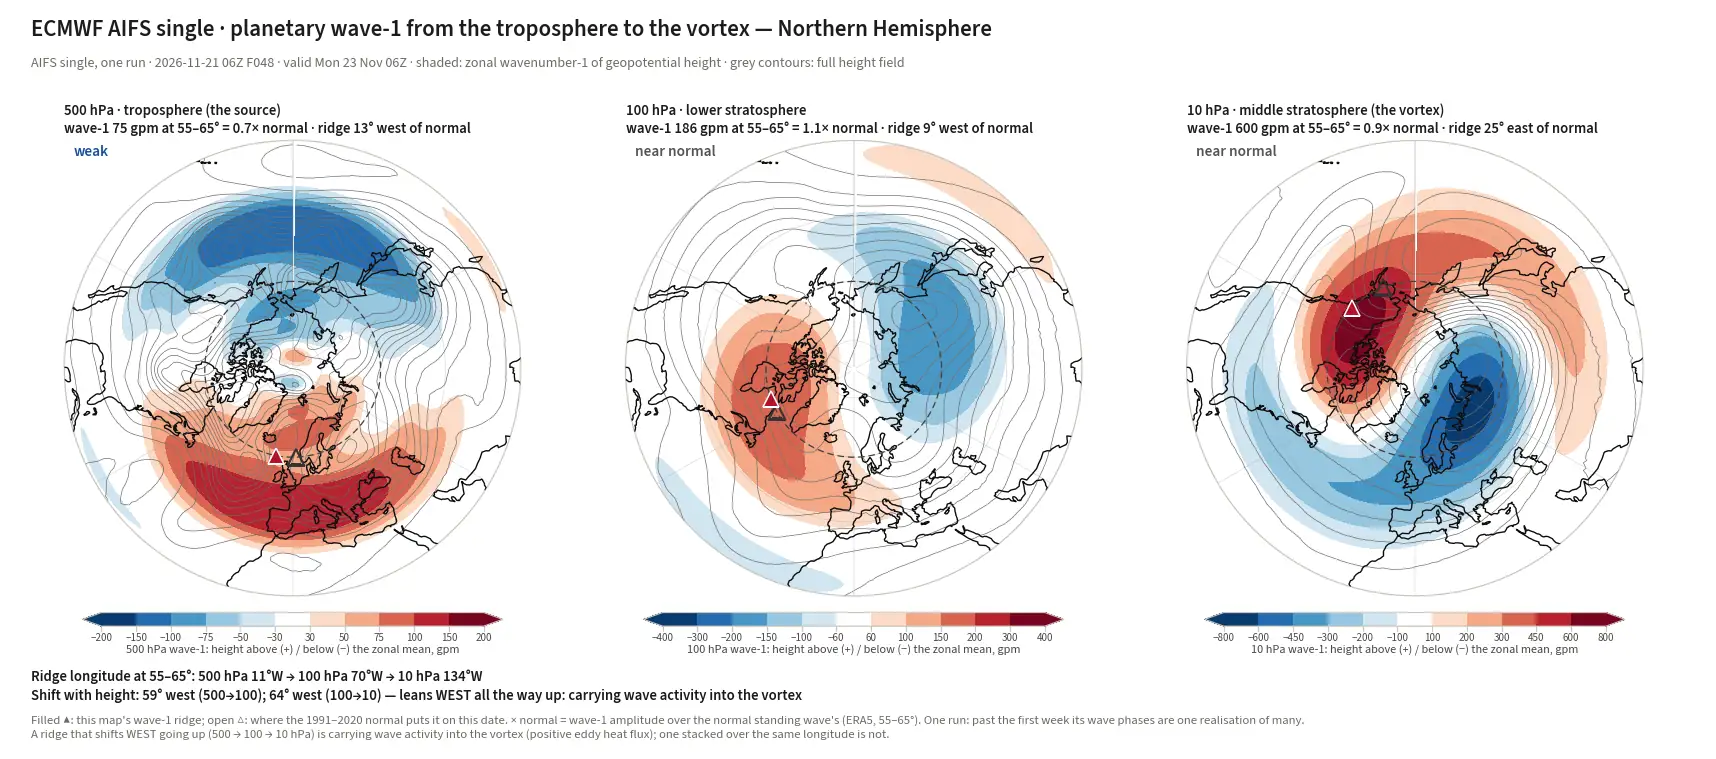 ECMWF AIFS single · planetary wave-1 from the troposphere to the vortex — Northern Hemisphere
AIFS single, one run · 2026-11-21 06Z F048 · valid Mon 23 Nov 06Z · shaded: zonal wavenumber-1 of geopotential height · grey contours: full height field
500 hPa · troposphere (the source)
wave-1 75 gpm at 55–65° = 0.7× normal · ridge 13° west of normal
weak
100 hPa · lower stratosphere
wave-1 186 gpm at 55–65° = 1.1× normal · ridge 9° west of normal
near normal
10 hPa · middle stratosphere (the vortex)
wave-1 600 gpm at 55–65° = 0.9× normal · ridge 25° east of normal
near normal
−200 −150 −100 −75 −50 −30 30 50 75 100 150 200
500 hPa wave-1: height above (+) / below (−) the zonal mean, gpm
−400 −300 −200 −150 −100 −60 60 100 150 200 300 400
100 hPa wave-1: height above (+) / below (−) the zonal mean, gpm
−800 −600 −450 −300 −200 −100 100 200 300 450 600 800
10 hPa wave-1: height above (+) / below (−) the zonal mean, gpm
Ridge longitude at 55–65°: 500 hPa 11°W → 100 hPa 70°W → 10 hPa 134°W
Shift with height: 59° west (500→100); 64° west (100→10) — leans WEST all the way up: carrying wave activity into the vortex
Filled ▲: this map's wave-1 ridge; open △: where the 1991–2020 normal puts it on this date. × normal = wave-1 amplitude over the normal standing wave's (ERA5, 55–65°). One run: past the first week its wave phases are one realisation of many.
A ridge that shifts WEST going up (500 → 100 → 10 hPa) is carrying wave activity into the vortex (positive eddy heat flux); one stacked over the same longitude is not.